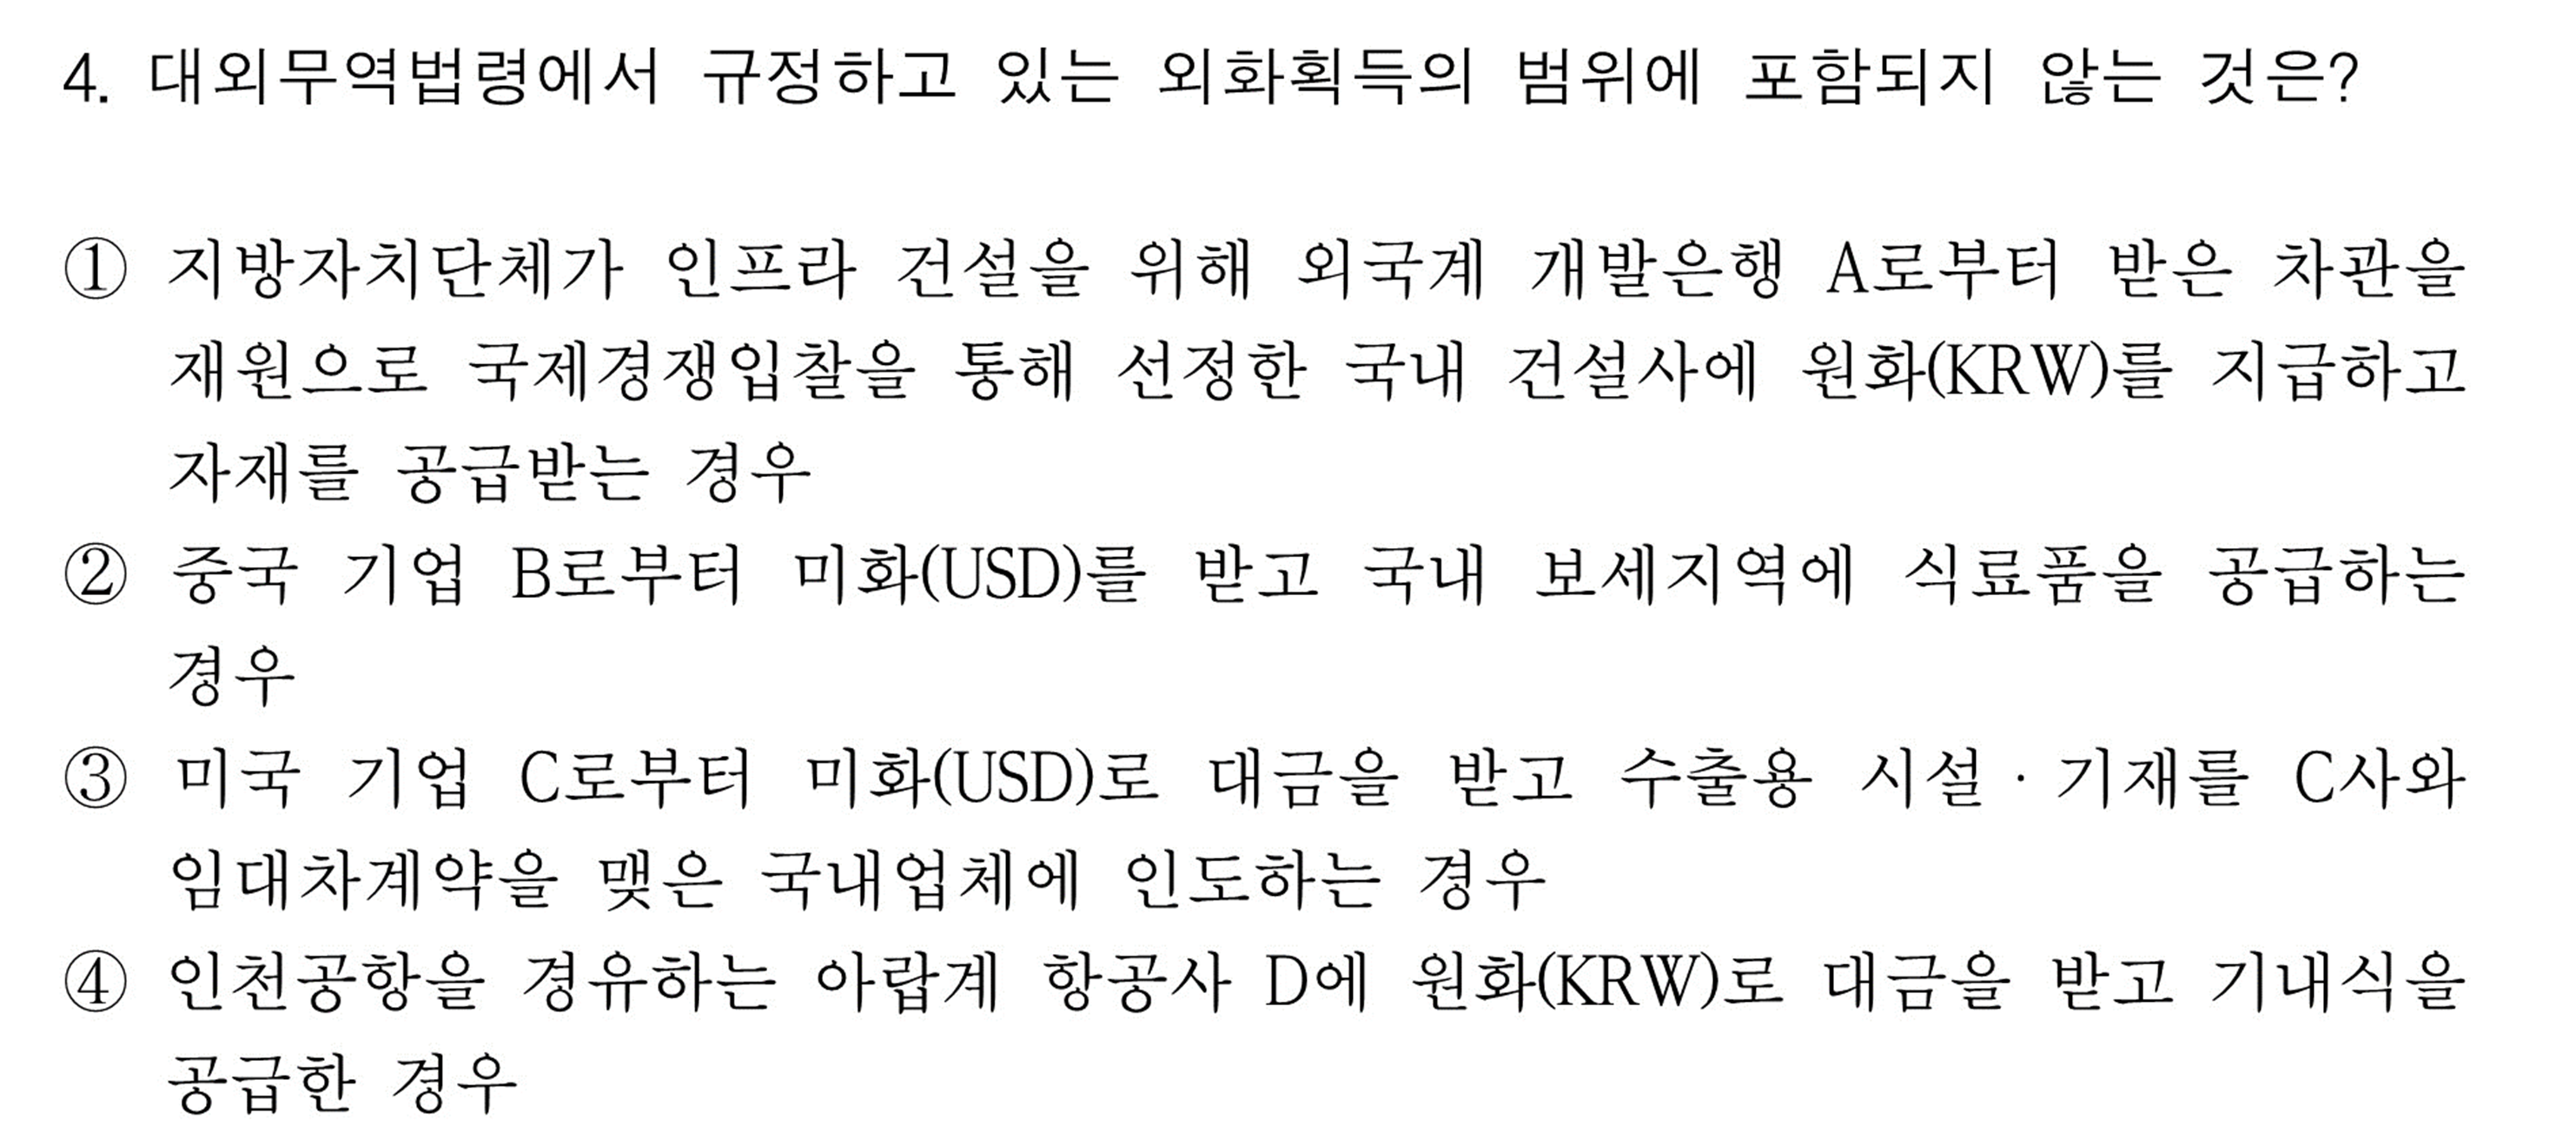 4. 대외무역법령에서 규정하고 있는 외화획득의 범위에 포함되지 않는 것은?
① 지방자치단체가 인프라 건설을 위해 외국계 개발은행 A로부터 받은 차관을
재원으로 국제경쟁입찰을 통해 선정한 국내 건설사에 원화(KRW)를 지급하고
자재를 공급받는 경우
② 중국 기업 B로부터 미화(USD)를 받고 국내 보세지역에 식료품을 공급하는
경우
③ 미국 기업 C로부터 미화(USD)로 대금을 받고 수출용 시설·기재를 C사와
임대차계약을 맺은 국내업체에 인도하는 경우
④ 인천공항을 경유하는 아랍계 항공사 D에 원화(KRW)로 대금을 받고 기내식을
공급한 경우